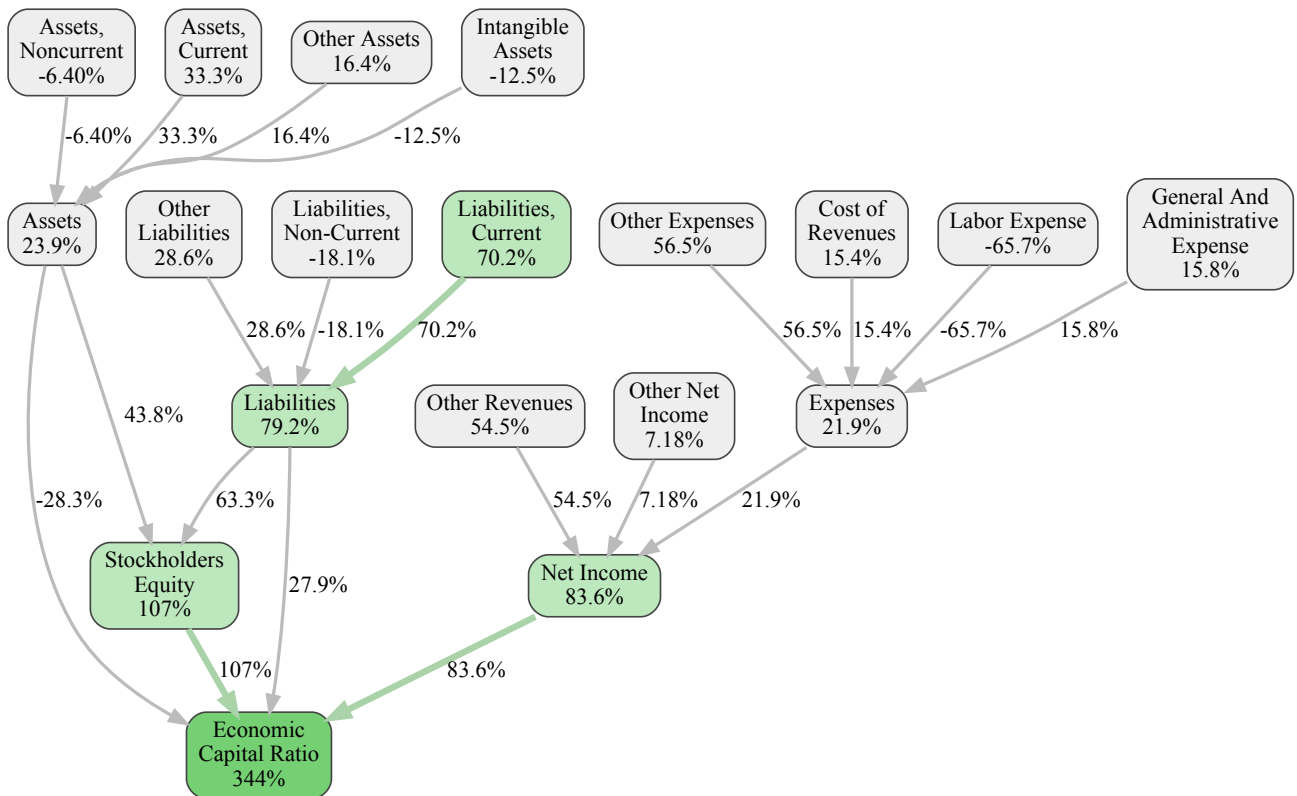 Assets,
Noncurrent
-6.40%
Assets,
Current
33.3%
Other Assets
16.4%
Intangible
Assets
-12.5%
-6.40%
33.3%
16.4%
-12.5%
Assets
23.9%
Other
Liabilities
28.6%
Liabilities,
Non-Current
-18.1%
Liabilities,
Current
70.2%
Other Expenses
56.5%
Cost of
Revenues
15.4%
Labor Expense
-65.7%
General And
Administrative
Expense
15.8%
28.6%
-18.1%
70.2%
56.5%
15.4%
-65.7%
15.8%
43.8%
Liabilities
79.2%
Other Revenues
54.5%
Other Net
Income
7.18%
Expenses
21.9%
-28.3%
63.3%
54.5%
7.18%
21.9%
Stockholders
Equity
107%
27.9%
Net Income
83.6%
107%
83.6%
Economic
Capital Ratio
344%